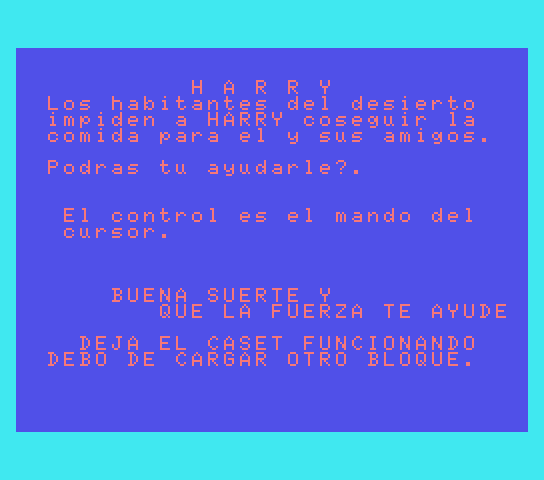 H A R R Y
Los habitantes del desierto
impiden a HARRY coseguir la
comida para el y sus amigos.
Podras tu ayudarle?.
El control es el mando del
cursor.
BUENA SUERTE Y
QUE LA FUERZA TE AYUDE
DEJA EL CASET FUNCIONANDO
DEBO DE CARGAR OTRO BLOQUE.